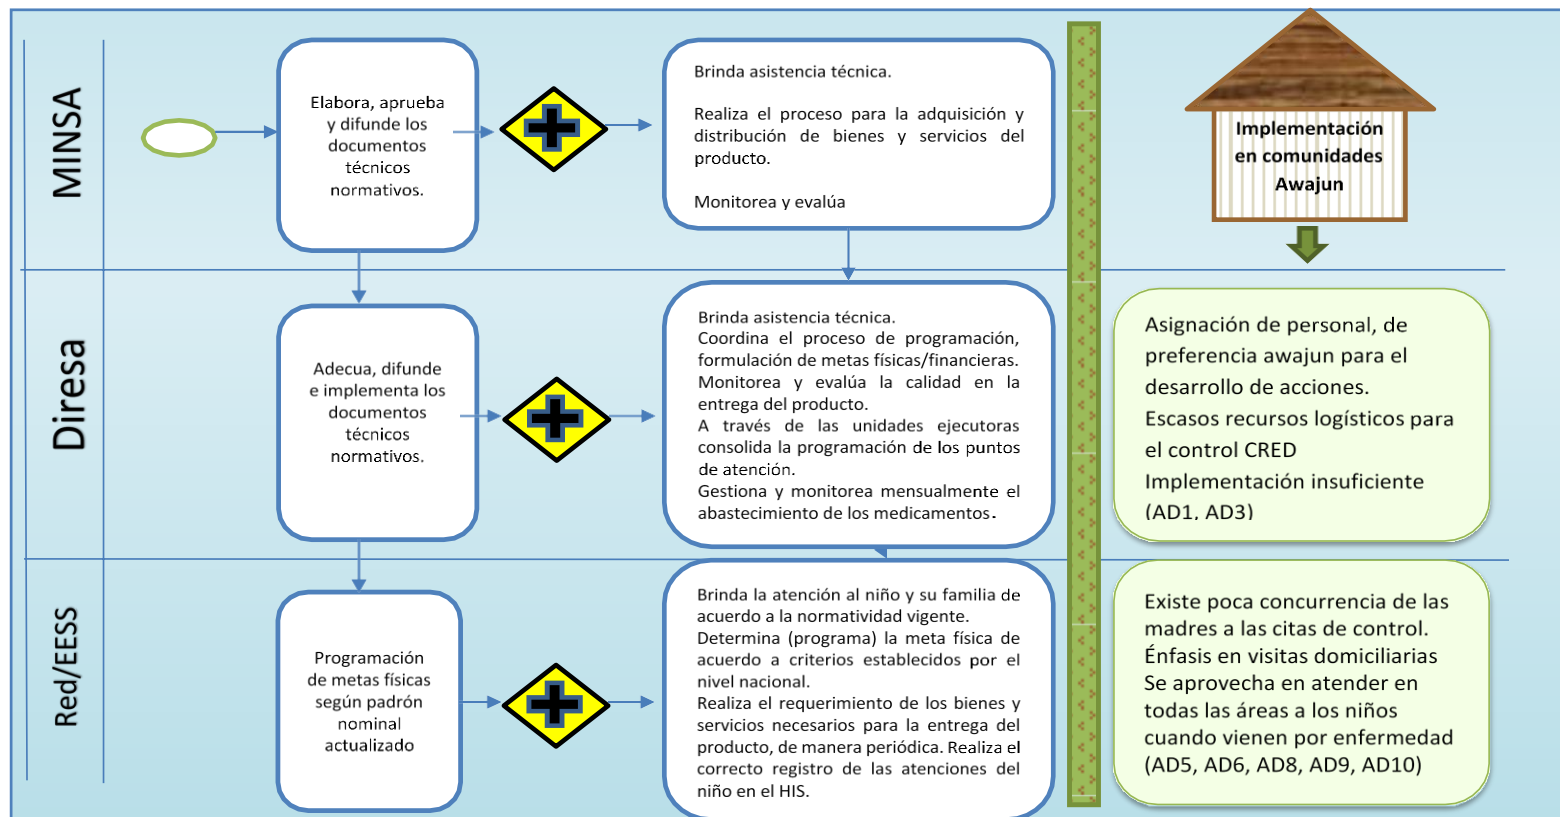 MINSA
Elabora, aprueba
y difunde los
documentos
técnicos
normativos.
Brinda asistencia técnica.
Realiza el proceso para la adquisición y
distribución de bienes y servicios del
producto.
Monitorea y evalúa
Implementación
en comunidades
Awajun
Diresa
Adecua, difunde
e implementa los
documentos
técnicos
normativos.
Brinda asistencia técnica.
Coordina el proceso de programación,
formulación de metas físicas/financieras.
Monitorea y evalúa la calidad en la
entrega del producto.
A través de las unidades ejecutoras
consolida la programación de los puntos
de atención.
Gestiona y monitorea mensualmente el
abastecimiento de los medicamentos.
Asignación de personal, de
preferencia awajun para el
desarrollo de acciones.
Escasos recursos logísticos para
el control CRED
Implementación insuficiente
(AD1, AD3)
Red/EESS
Programación
de metas físicas
según padrón
nominal
actualizado
Brinda la atención al niño y su familia de
acuerdo a la normatividad vigente.
Determina (programa) la meta física de
acuerdo a criterios establecidos por el
nivel nacional.
Realiza el requerimiento de los bienes y
servicios necesarios para la entrega del
producto, de manera periódica. Realiza el
correcto registro de las atenciones del
niño en el HIS.
Existe poca concurrencia de las
madres a las citas de control.
Énfasis en visitas domiciliarias
Se aprovecha en atender en
todas las áreas a los niños
cuando vienen por enfermedad
(AD5, AD6, AD8, AD9, AD10)